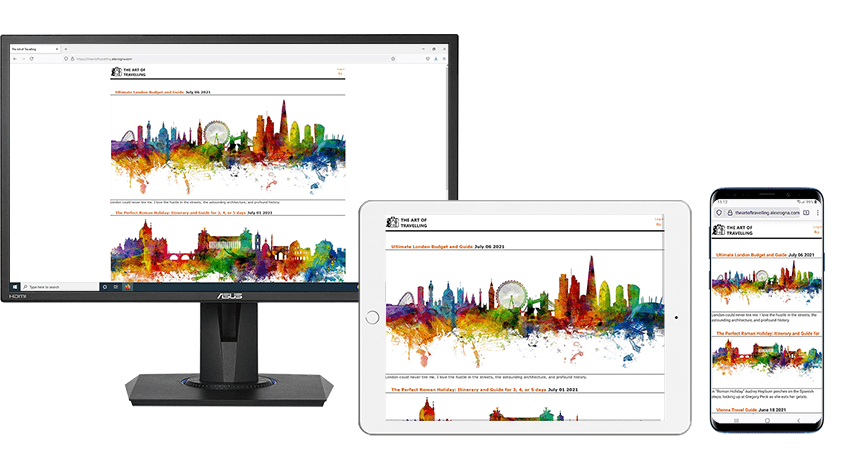 The Art of Travelling
https://theartoftravelling.alexrogna.com
THE ART OF
TRAVELLING
Ultimate London Budget and Guide July 06 2021
London could never tire me. I love the hustle in the streets, the astounding architecture, and profound history.
The Perfect Roman Holiday: Itinerary and Guide for 3, 4, or 5 days July 01 2021
Type here to search
HDMI
ASUS
THE ART OF
TRAVELLING
Ultimate London Budget and Guide July 06 2021
London could never tire me. I love the hustle in the streets, the astounding architecture, and profound history.
The Perfect Roman Holiday: Itinerary and Guide for 3, 4, or 5 days July 01 2021
15:12
99%
theartoftravelling.alexrogna.com
THE ART OF
TRAVELLING
Ultimate London Budget and Guide July 06 2021
London could never tire me. I love the hustle in the streets, the
astounding architecture, and profound history.
The Perfect Roman Holiday: Itinerary and Guide for
In "Roman Holiday" Audrey Hepburn perches on the Spanish
steps, looking up at Gregory Peck as she eats her gelato.
Vienna Travel Guide June 18 2021